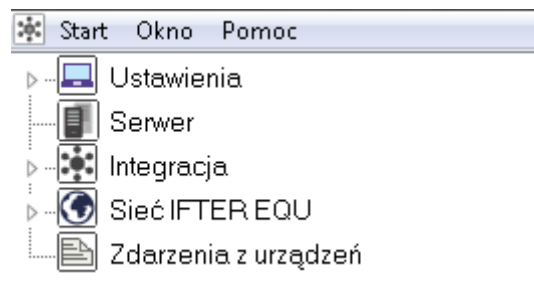 Start Okno Pomoc
Ustawienia
Serwer
Integracja
Sieć IFTER EQU
Zdarzenia z urządzeń